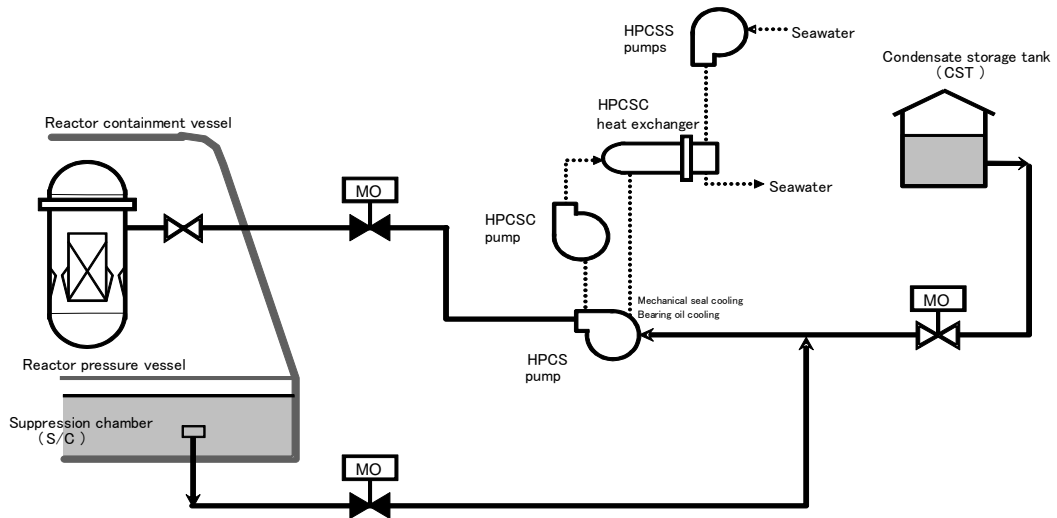 HPCSS
pumps
Seawater
Condensate storage tank
( CST )
HPCSC
heat exchanger
Reactor containment vessel
MO
Seawater
HPCSC
pump
Mechanical seal cooling
Bearing oil cooling
MO
HPCS
pump
Reactor pressure vessel
Suppression chamber
( S/C )
MO